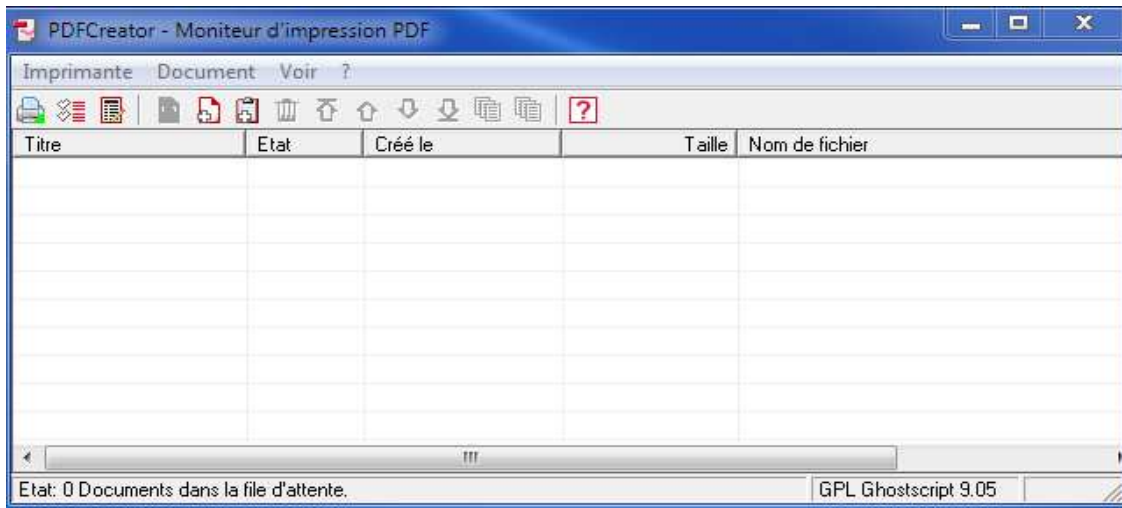 PDFCreator - Moniteur d'impression PDF
Imprimante Document Voir ?
?
Titre Etat Créé le Taille Nom de fichier
Etat: 0 Documents dans la file d'attente. GPL Ghostscript 9.05